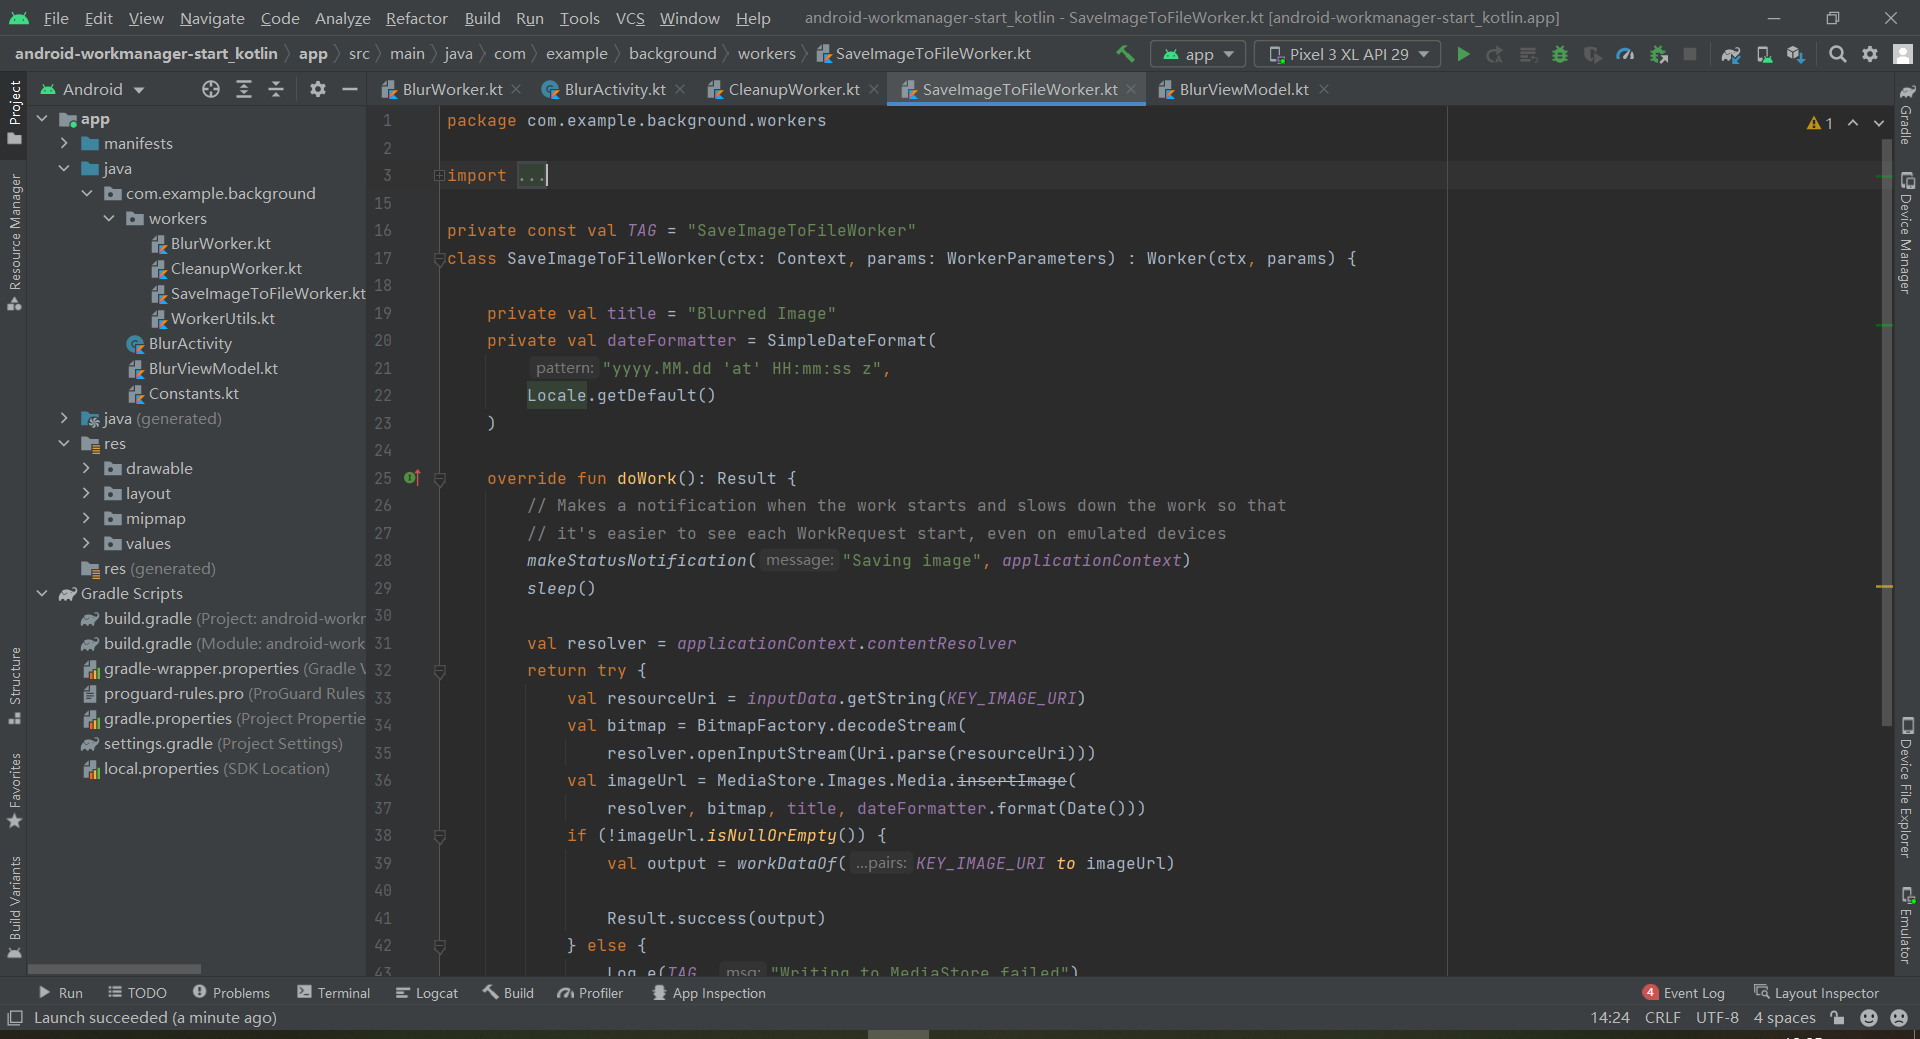 File Edit View Navigate Code Analyze Refactor Build Run Tools VCS Window Help android-workmanager-start_kotlin - SaveImageToFileWorker.kt [android-workmanager-start_kotlin.app]
android-workmanager-start_kotlin app src main java com example background workers SaveImageToFileWorker.kt app Pixel 3 XL API 29
Android BlurWorker.kt BlurActivity.kt CleanupWorker.kt SaveImageToFileWorker.kt BlurViewModel.kt
Project
Resource Manager
Structure
Favorites
Build Variants
app
manifests
java
com.example.background
workers
BlurWorker.kt
CleanupWorker.kt
SaveImageToFileWorker.kt
WorkerUtils.kt
BlurActivity
BlurViewModel.kt
Constants.kt
java (generated)
res
drawable
layout
mipmap
values
res (generated)
Gradle Scripts
build.gradle (Project: android-workr
build.gradle (Module: android-work
gradle-wrapper.properties (Gradle V
proguard-rules.pro (ProGuard Rules
gradle.properties (Project Propertie
settings.gradle (Project Settings)
local.properties (SDK Location)
1 package com.example.background.workers
2
3 import ...
15
16 private const val TAG = "SaveImageToFileWorker"
17 class SaveImageToFileWorker(ctx: Context, params: WorkerParameters) : Worker(ctx, params) {
18
19 private val title = "Blurred Image"
20 private val dateFormatter = SimpleDateFormat(
21 pattern: "yyyy.MM.dd 'at' HH:mm:ss z",
22 Locale.getDefault()
23 )
24
25 override fun doWork(): Result {
26 // Makes a notification when the work starts and slows down the work so that
27 // it's easier to see each WorkRequest start, even on emulated devices
28 makeStatusNotification( message: "Saving image", applicationContext)
29 sleep()
30
31 val resolver = applicationContext.contentResolver
32 return try {
33 val resourceUri = inputData.getString(KEY_IMAGE_URI)
34 val bitmap = BitmapFactory.decodeStream(
35 resolver.openInputStream(Uri.parse(resourceUri)))
36 val imageUrl = MediaStore.Images.Media.insertImage(
37 resolver, bitmap, title, dateFormatter.format(Date()))
38 if (!imageUrl.isNullOrEmpty()) {
39 val output = workDataOf( ...pairs: KEY_IMAGE_URI to imageUrl)
40
41 Result.success(output)
42 } else {
43 Log.e(TAG, msg: "Writing to MediaStore failed")
1
Gradle
Device Manager
Device File Explorer
Emulator
Run TODO Problems Terminal Logcat Build Profiler App Inspection 4 Event Log Layout Inspector
Launch succeeded (a minute ago) 14:24 CRLF UTF-8 4 spaces